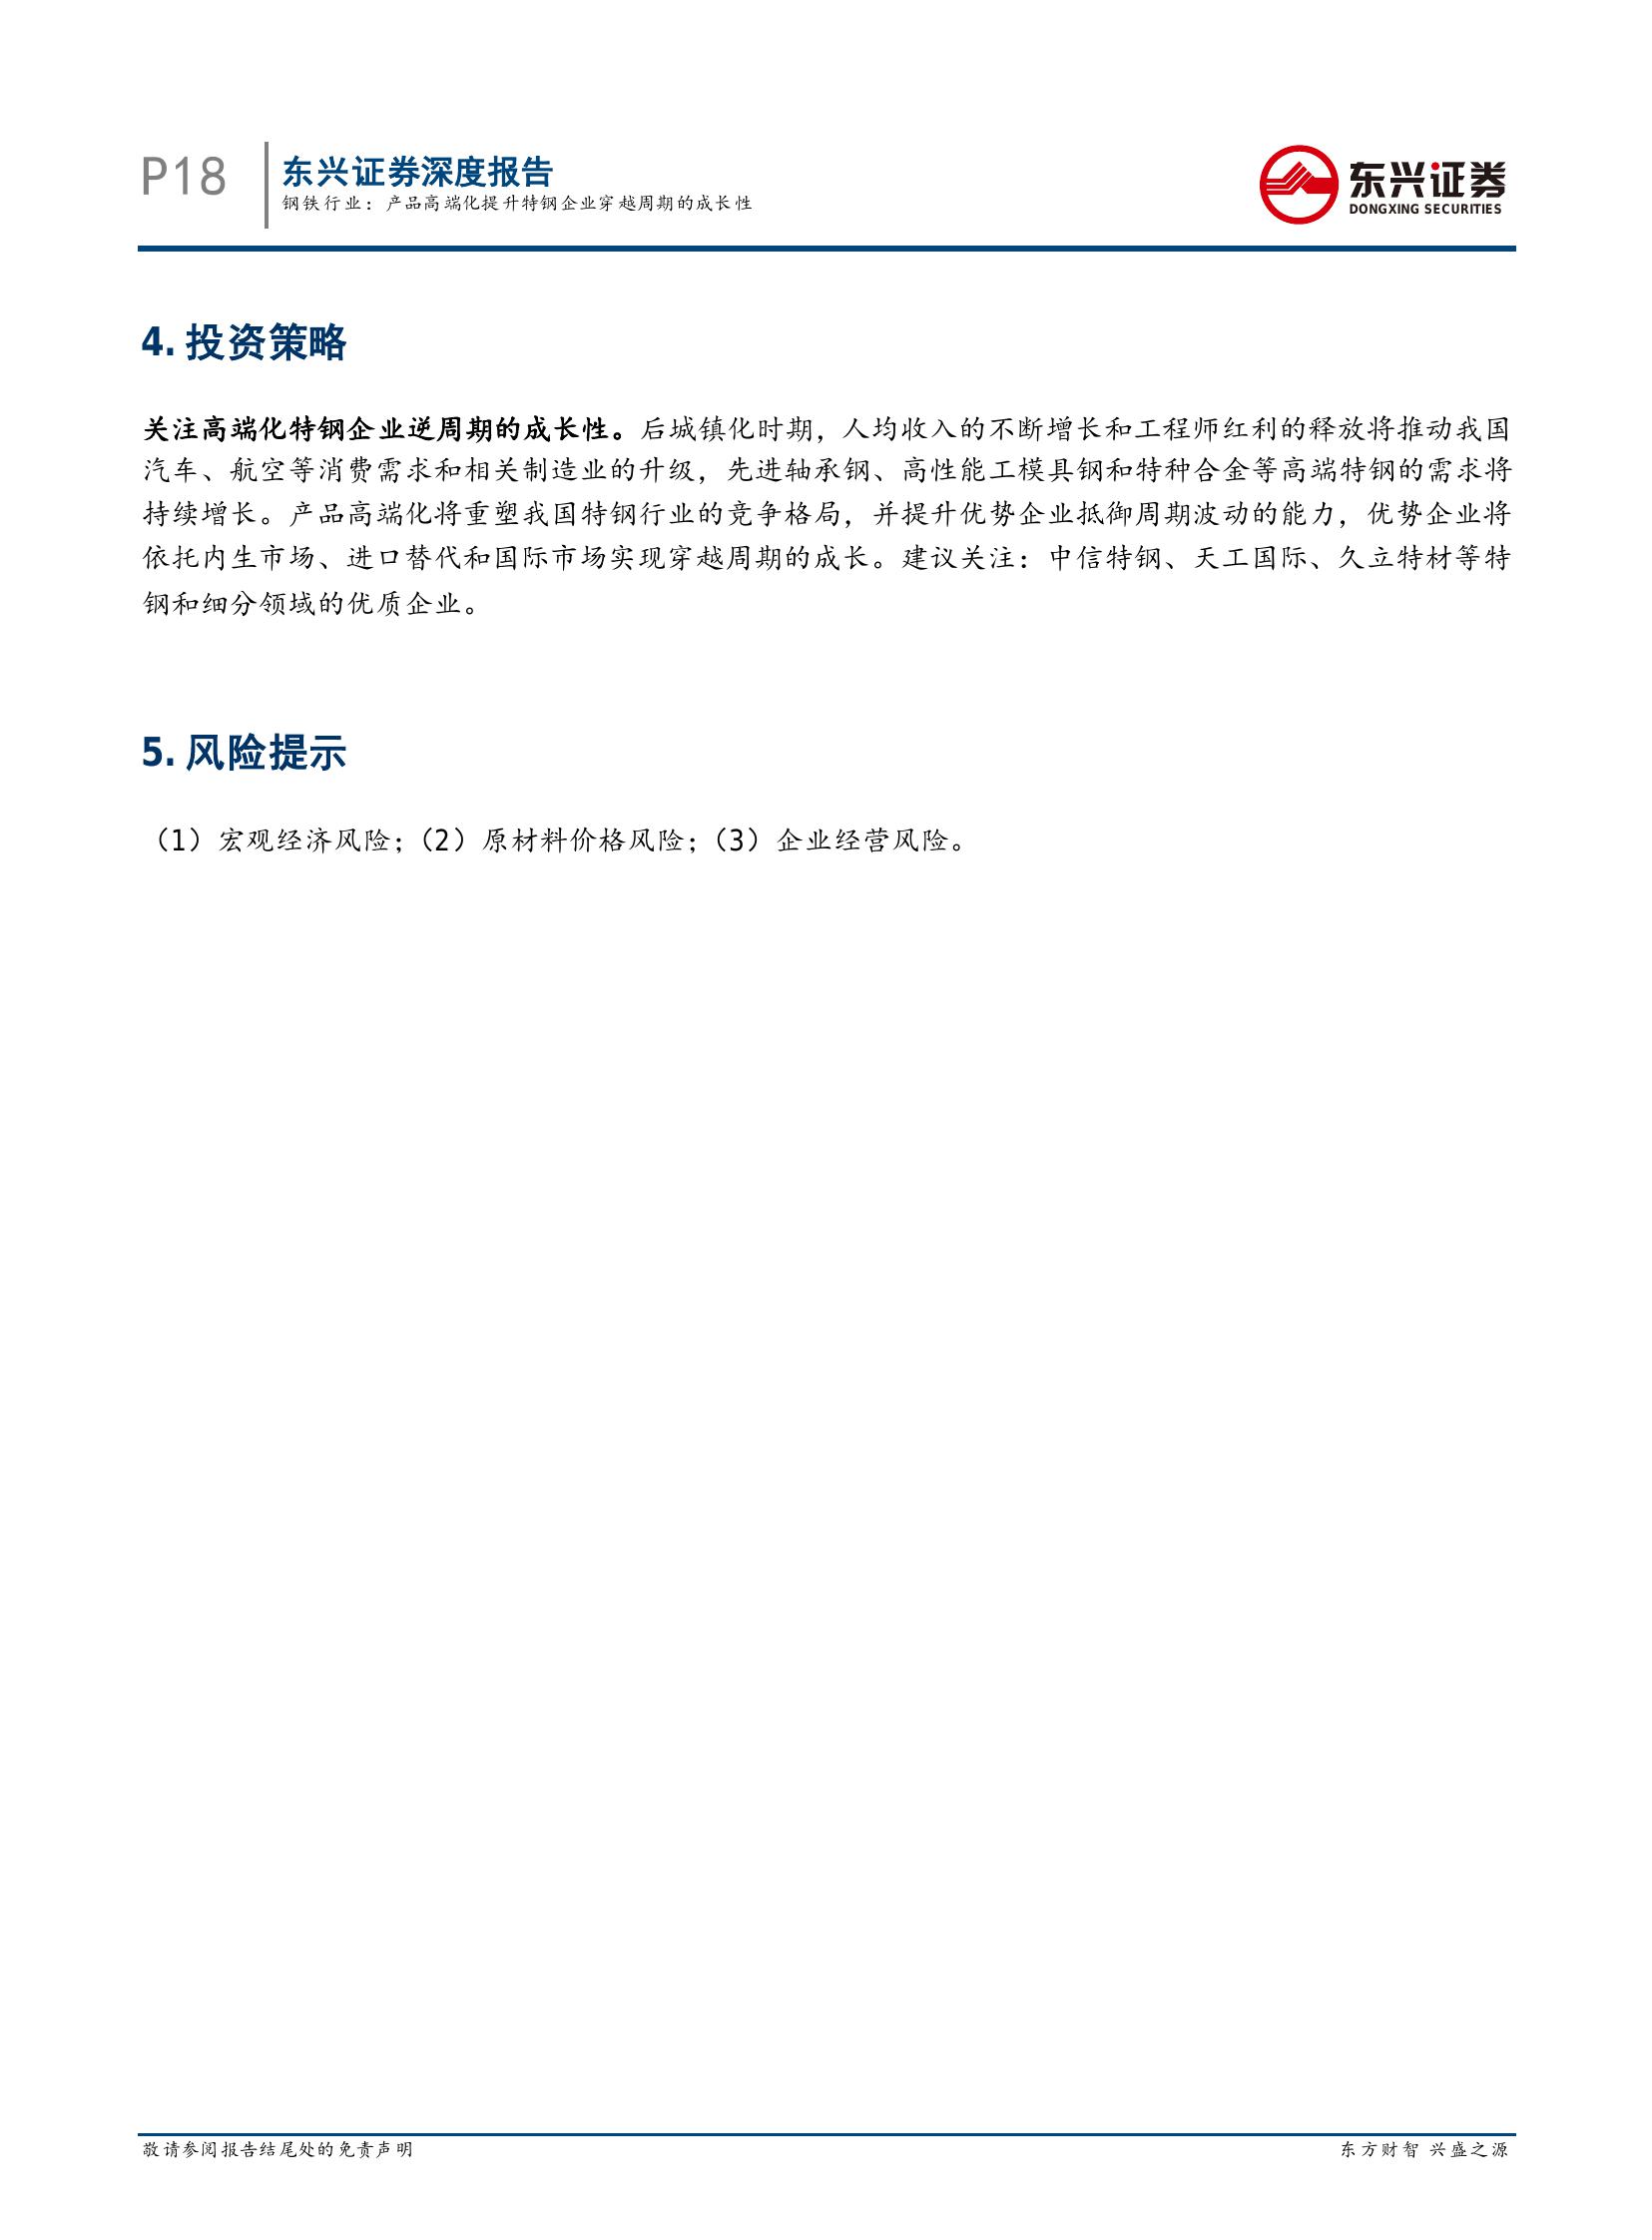 P18
东兴证券深度报告
钢铁行业：产品高端化提升特钢企业穿越周期的成长性
东兴证券
DONGXING SECURITIES
4. 投资策略
关注高端化特钢企业逆周期的成长性。后城镇化时期，人均收入的不断增长和工程师红利的释放将推动我国
汽车、航空等消费需求和相关制造业的升级，先进轴承钢、高性能工模具钢和特种合金等高端特钢的需求将
持续增长。产品高端化将重塑我国特钢行业的竞争格局，并提升优势企业抵御周期波动的能力，优势企业将
依托内生市场、进口替代和国际市场实现穿越周期的成长。建议关注：中信特钢、天工国际、久立特材等特
钢和细分领域的优质企业。
5. 风险提示
（1）宏观经济风险；（2）原材料价格风险；（3）企业经营风险。
敬请参阅报告结尾处的免责声明
东方财智 兴盛之源